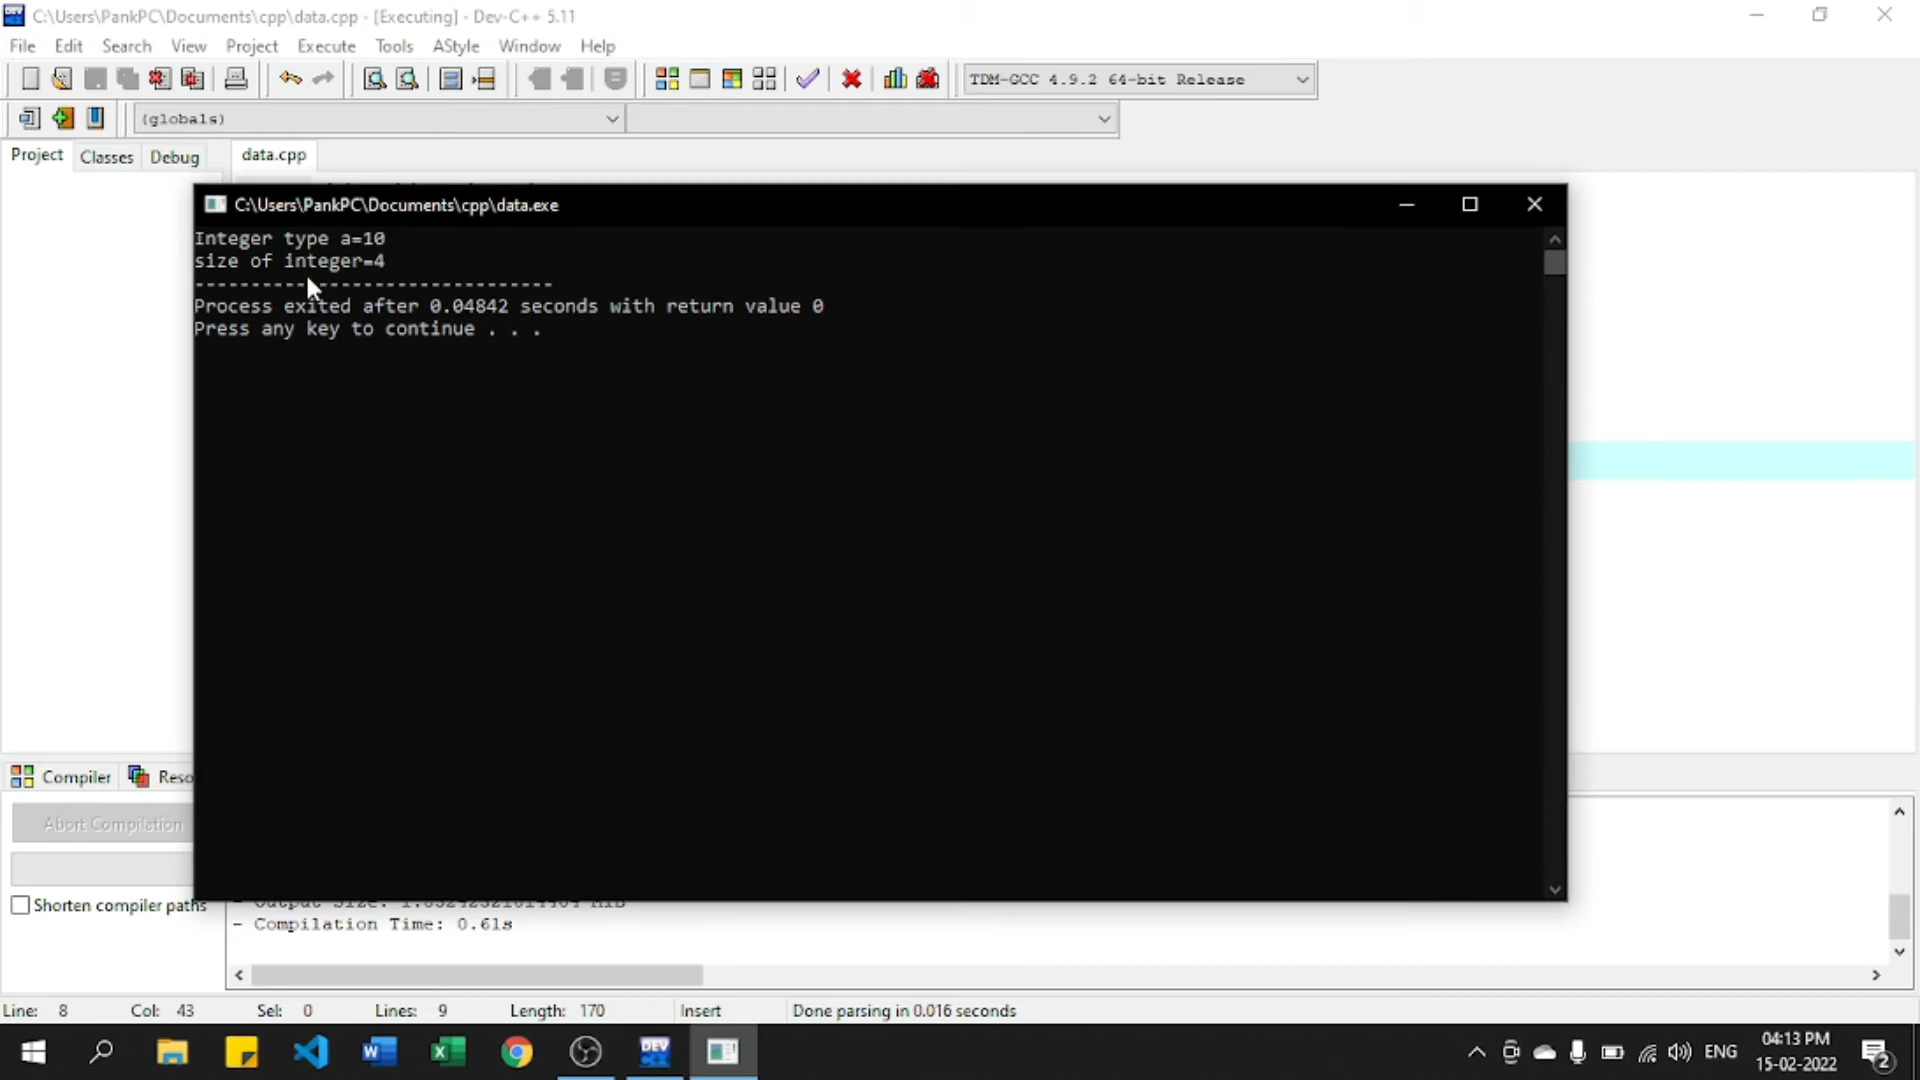 C:\Users\PankPC\Documents\cpp\data.cpp - [Executing] - Dev-C++ 5.11
File Edit Search View Project Execute Tools AStyle Window Help
TDM-GCC 4.9.2 64-bit Release
(globals)
Project Classes Debug data.cpp
C:\Users\PankPC\Documents\cpp\data.exe
Integer type a=10
size of integer=4
--------------------------------
Process exited after 0.04842 seconds with return value 0
Press any key to continue . . .
Compiler Reso
Abort Compilation
Shorten compiler paths
- Output Size:
- Compilation Time: 0.61s
Line: 8 Col: 43 Sel: 0 Lines: 9 Length: 170 Insert Done parsing in 0.016 seconds
DEV
ENG
04:13 PM
15-02-2022
2